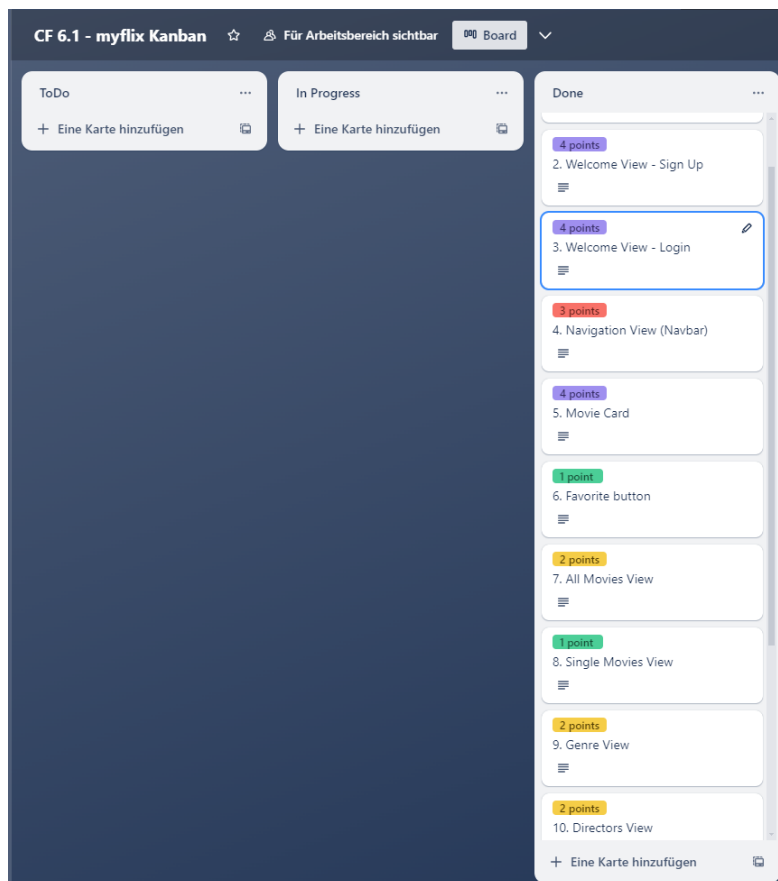 CF 6.1 - myflix Kanban
Für Arbeitsbereich sichtbar
Board
ToDo
Eine Karte hinzufügen
In Progress
Eine Karte hinzufügen
Done
4 points
2. Welcome View - Sign Up
4 points
3. Welcome View - Login
3 points
4. Navigation View (Navbar)
4 points
5. Movie Card
1 point
6. Favorite button
2 points
7. All Movies View
1 point
8. Single Movies View
2 points
9. Genre View
2 points
10. Directors View
Eine Karte hinzufügen